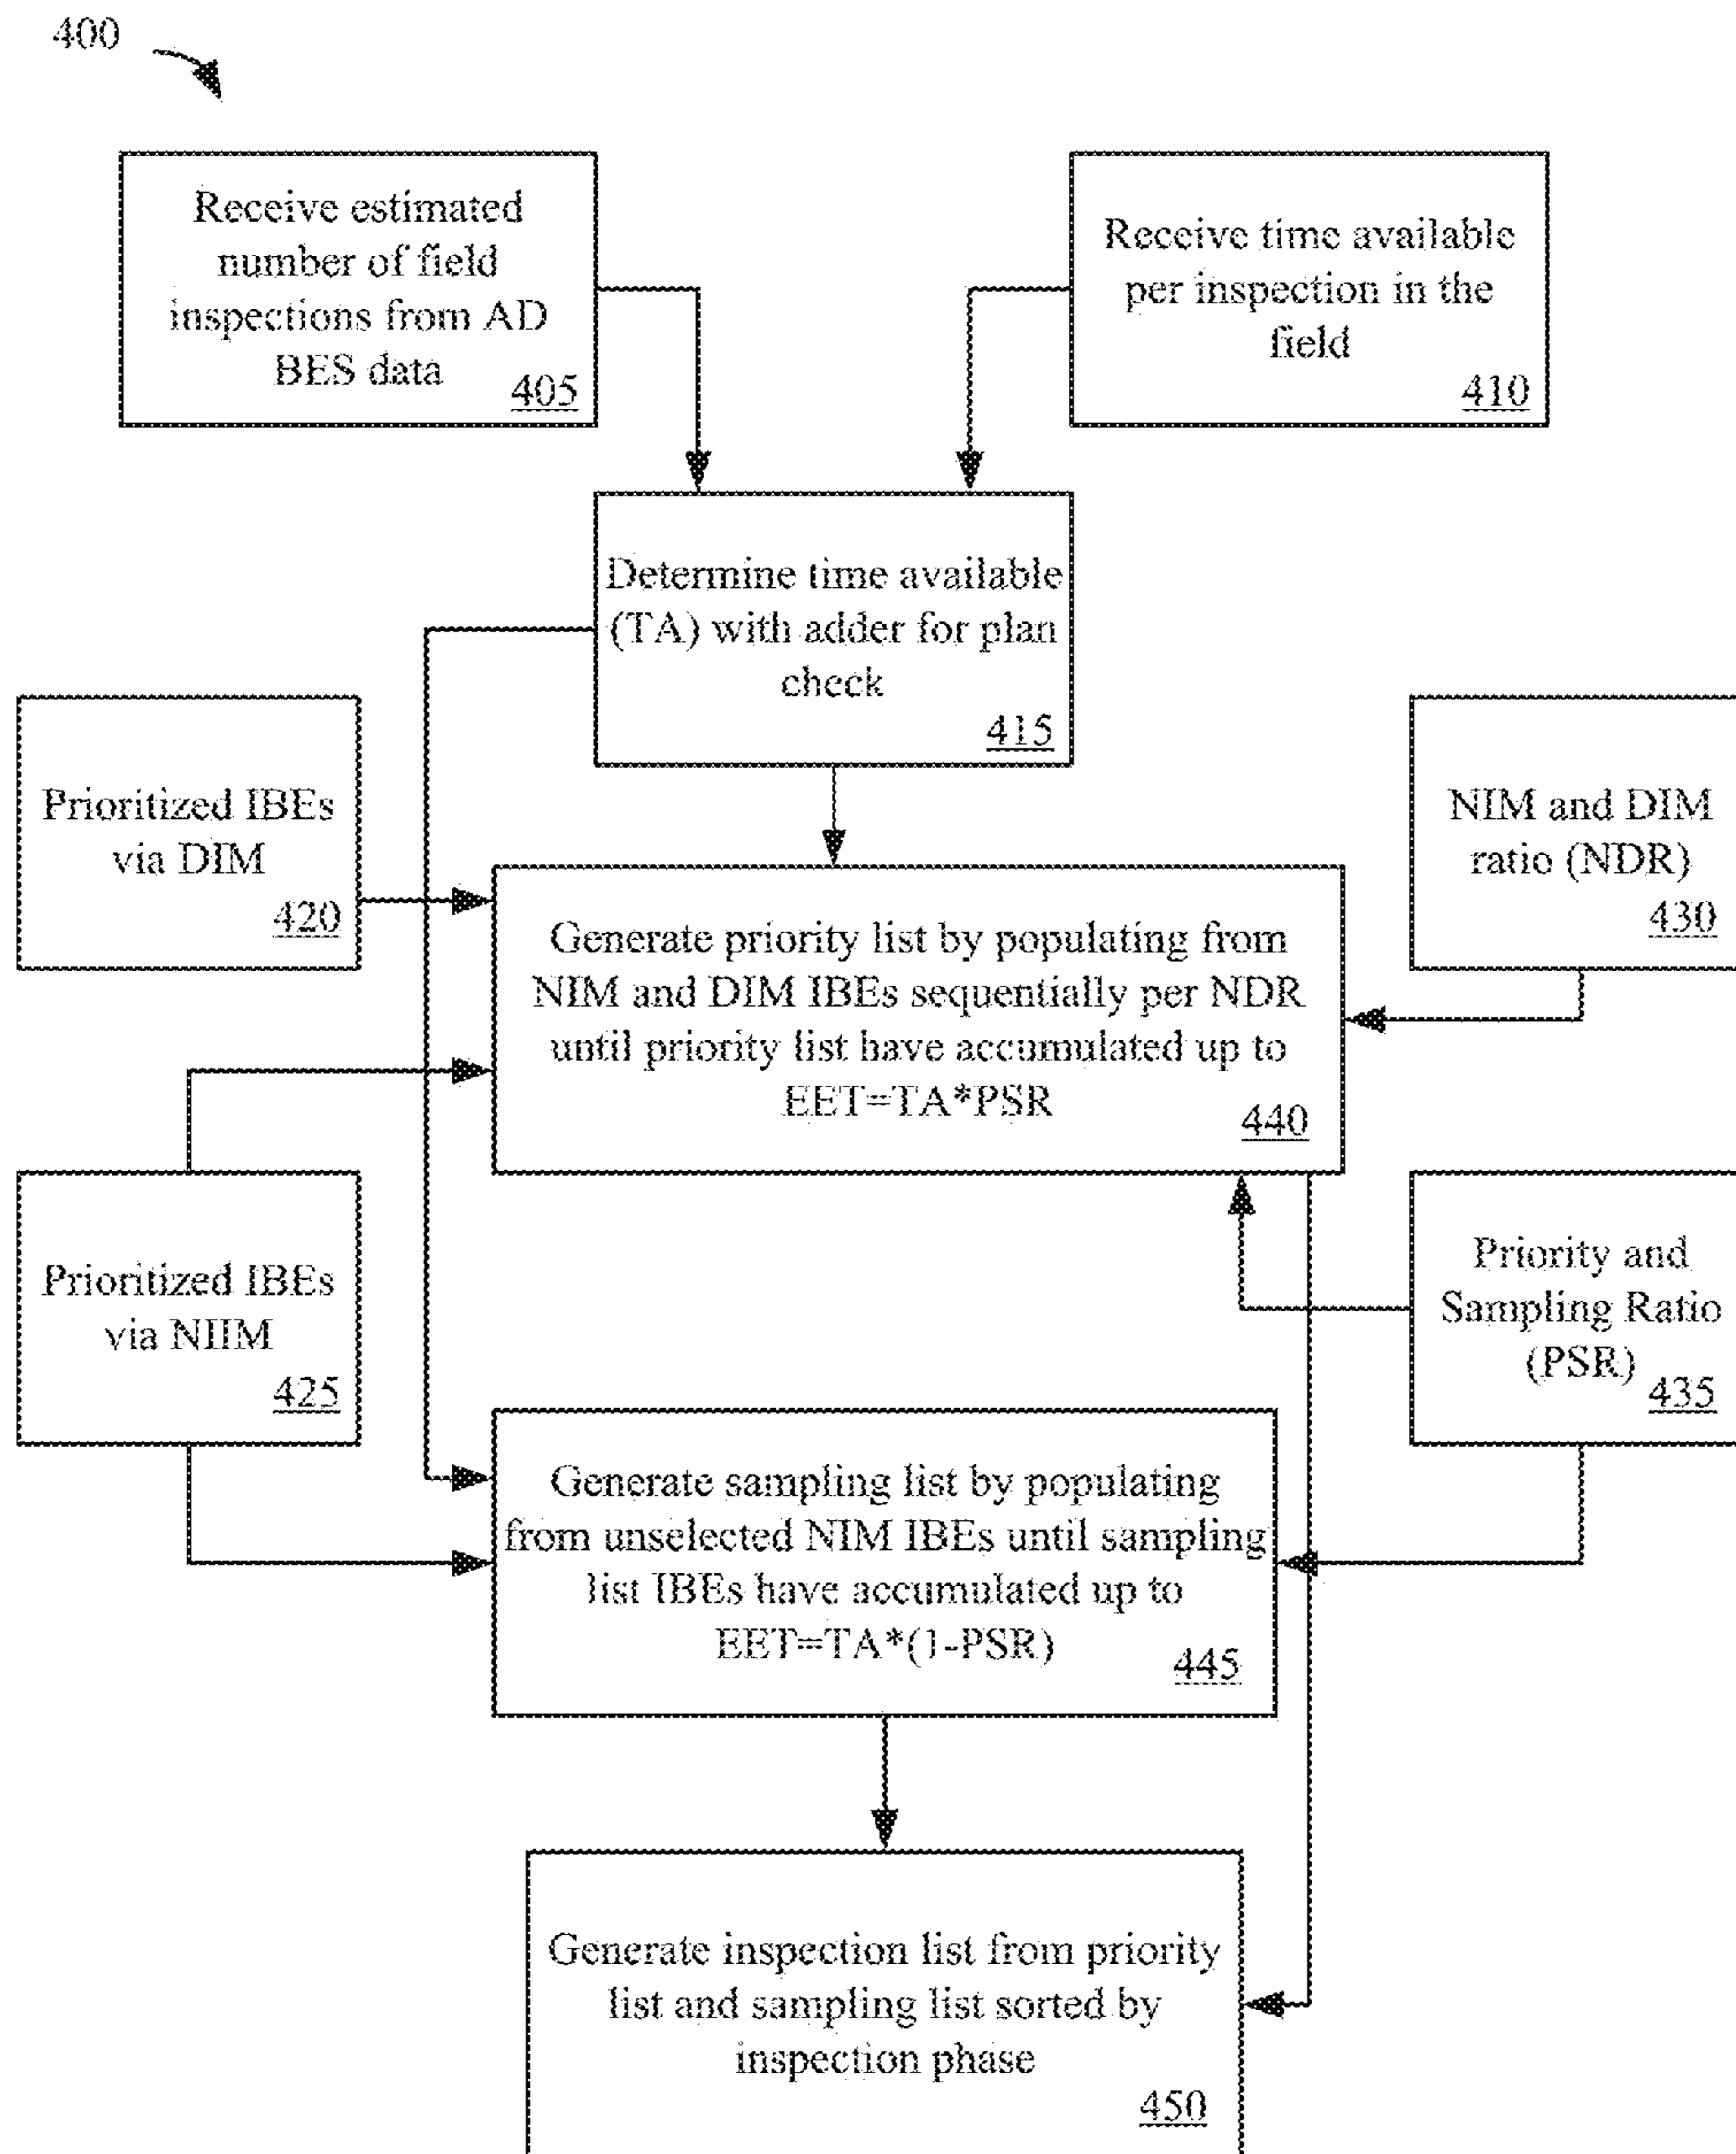 400
Receive estimated
number of field
inspections from AD
BES data
405
Receive time available
per inspection in the
field
410
Determine time available
(TA) with adder for plan
check
415
Prioritized IBEs
via DIM
420
NIM and DIM
ratio (NDR)
430
Generate priority list by populating from
NIM and DIM IBEs sequentially per NDR
until priority list have accumulated up to
EET=TA*PSR
440
Prioritized IBEs
via NIIM
425
Priority and
Sampling Ratio
(PSR)
435
Generate sampling list by populating
from unselected NIM IBEs until sampling
list IBEs have accumulated up to
EET=TA*(1-PSR)
445
Generate inspection list from priority
list and sampling list sorted by
inspection phase
450